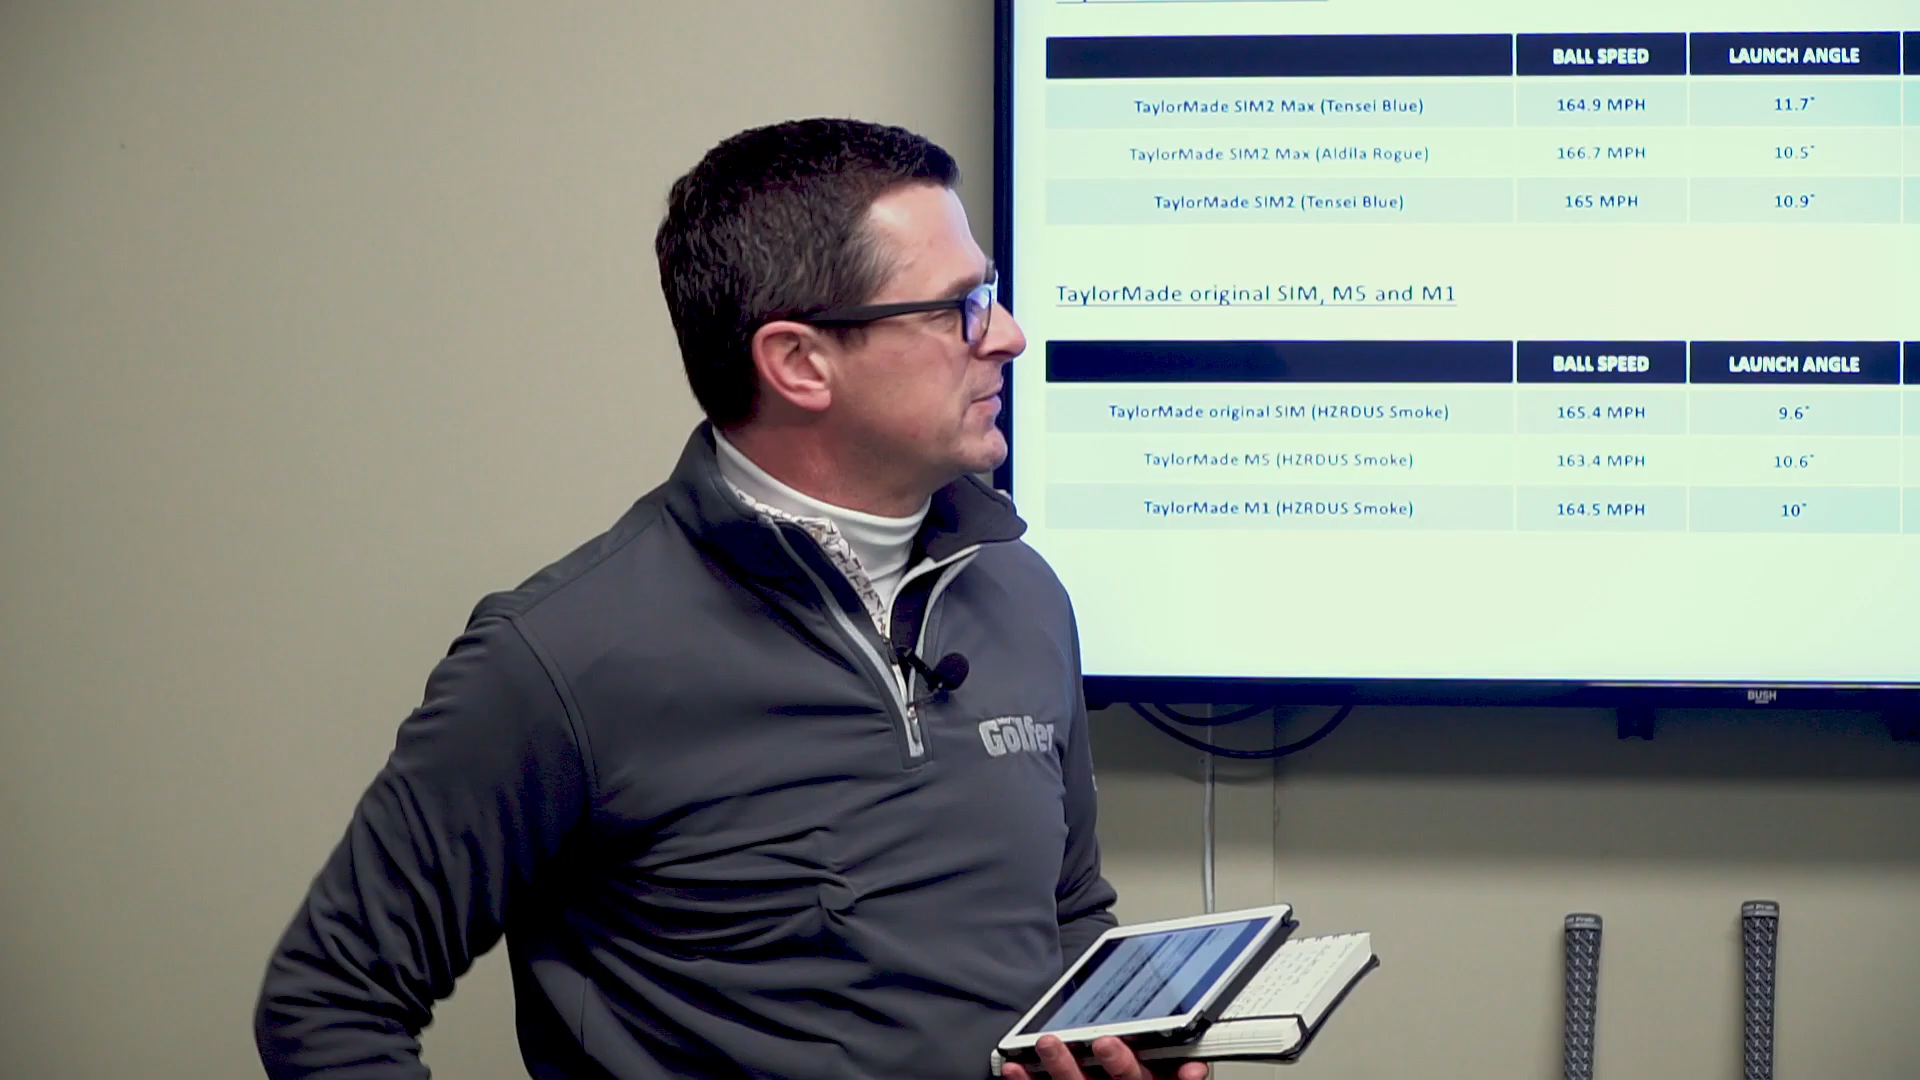 BALL SPEED LAUNCH ANGLE
TaylorMade SIM2 Max (Tensei Blue) 164.9 MPH 11.7˚
TaylorMade SIM2 Max (Aldila Rogue) 166.7 MPH 10.5˚
TaylorMade SIM2 (Tensei Blue) 165 MPH 10.9˚
TaylorMade original SIM, M5 and M1
BALL SPEED LAUNCH ANGLE
TaylorMade original SIM (HZRDUS Smoke) 165.4 MPH 9.6˚
TaylorMade M5 (HZRDUS Smoke) 163.4 MPH 10.6˚
TaylorMade M1 (HZRDUS Smoke) 164.5 MPH 10˚
BUSH
Golfer